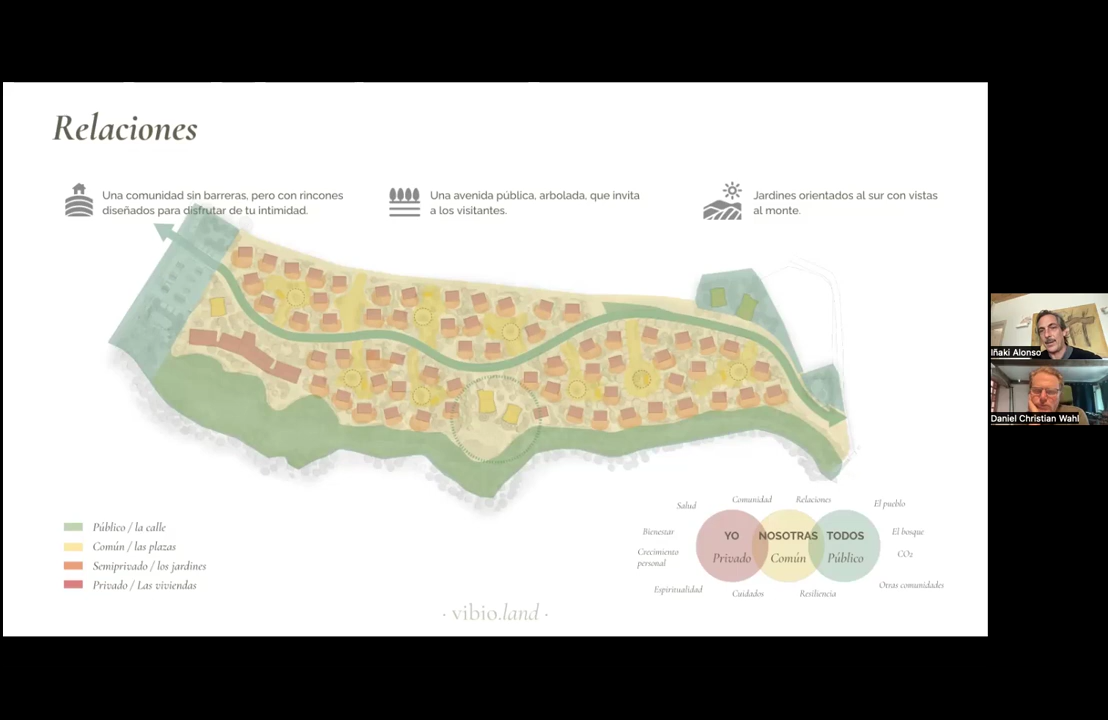 Relaciones
Una comunidad sin barreras, pero con rincones
diseñados para disfrutar de tu intimidad.
Una avenida pública, arbolada, que invita
a los visitantes.
Jardines orientados al sur con vistas
al monte.
Iñaki Alonso
Daniel Christian Wahl
Público / la calle
Común / las plazas
Semiprivado / los jardines
Privado / Las viviendas
Salud
Comunidad
Relaciones
El pueblo
Bienestar
YO
NOSOTRAS
TODOS
El bosque
Crecimiento
personal
Privado
Común
Público
CO2
Espiritualidad
Cuidados
Resiliencia
Otras comunidades
· vibio.land ·